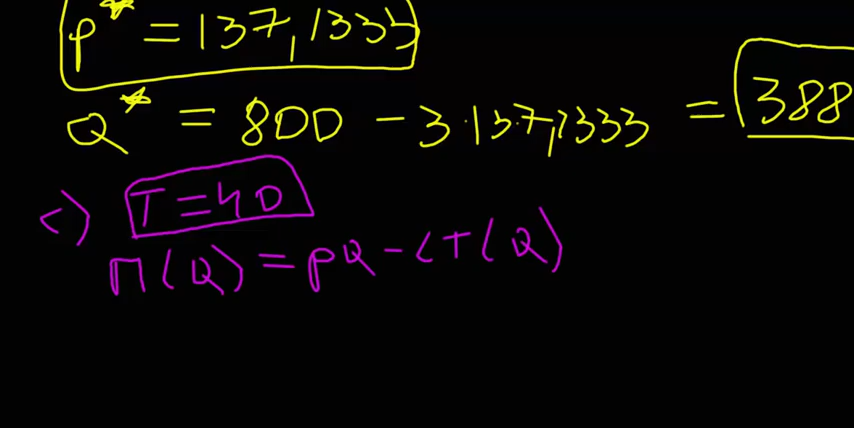 p* = 137,1333
Q* = 800 - 3·137,1333 = 388
c) T = 40
Π(Q) = pQ - CT(Q)